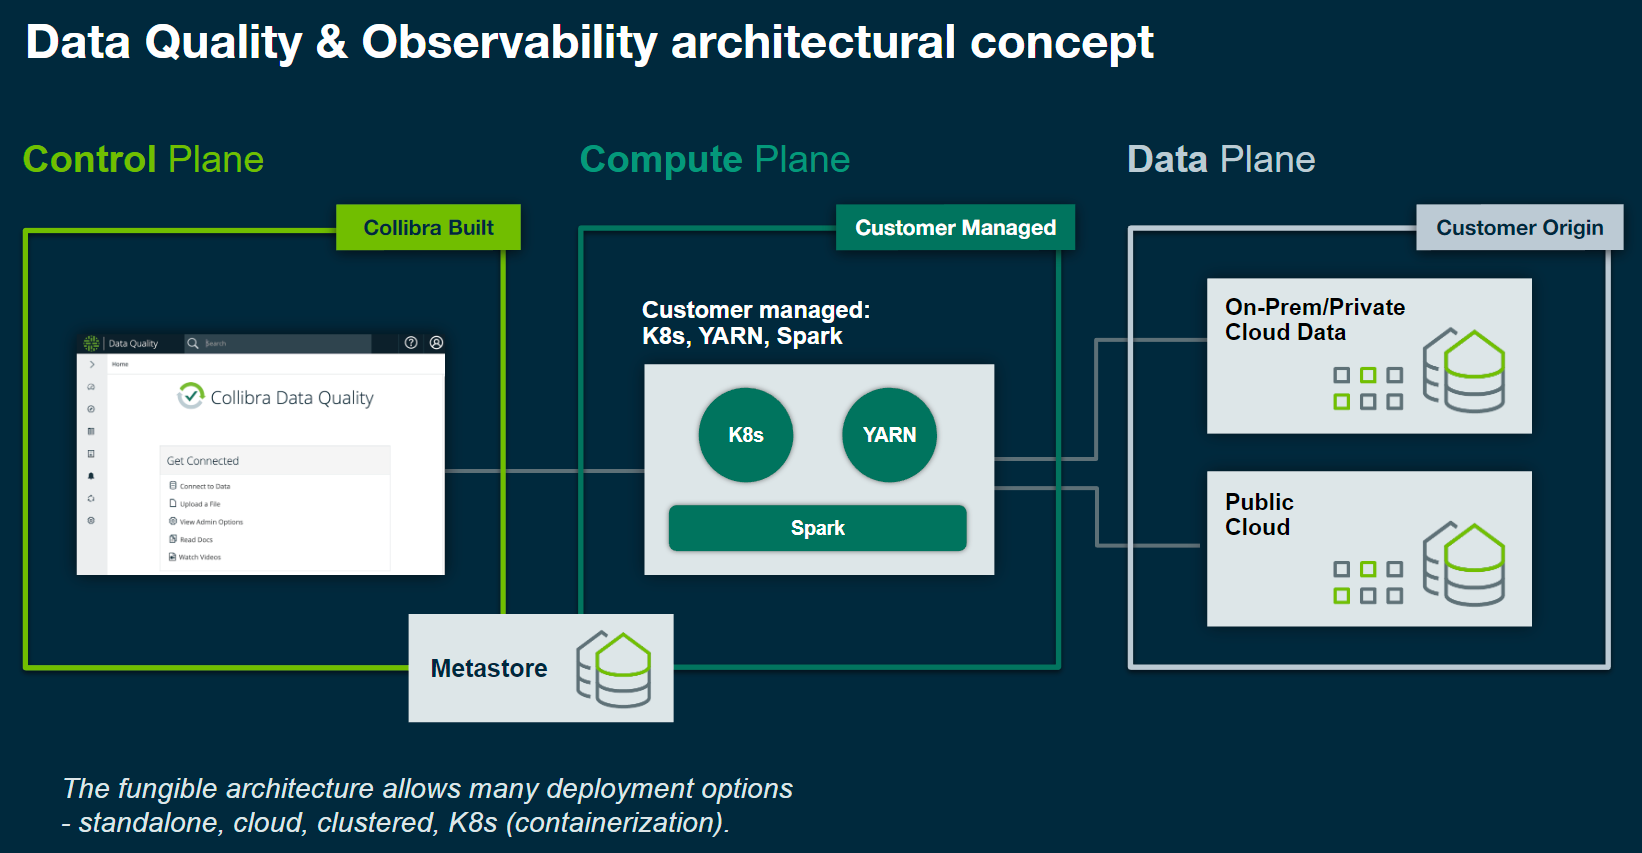 Data Quality & Observability architectural concept
Control Plane
Compute Plane
Data Plane
Collibra Built
Customer Managed
Customer Origin
Data Quality
Search
Home
Collibra Data Quality
Get Connected
Connect to Data
Upload a File
View Admin Options
Read Docs
Watch Videos
Metastore
Customer managed:
K8s, YARN, Spark
K8s
YARN
Spark
On-Prem/Private
Cloud Data
Public
Cloud
The fungible architecture allows many deployment options
- standalone, cloud, clustered, K8s (containerization).